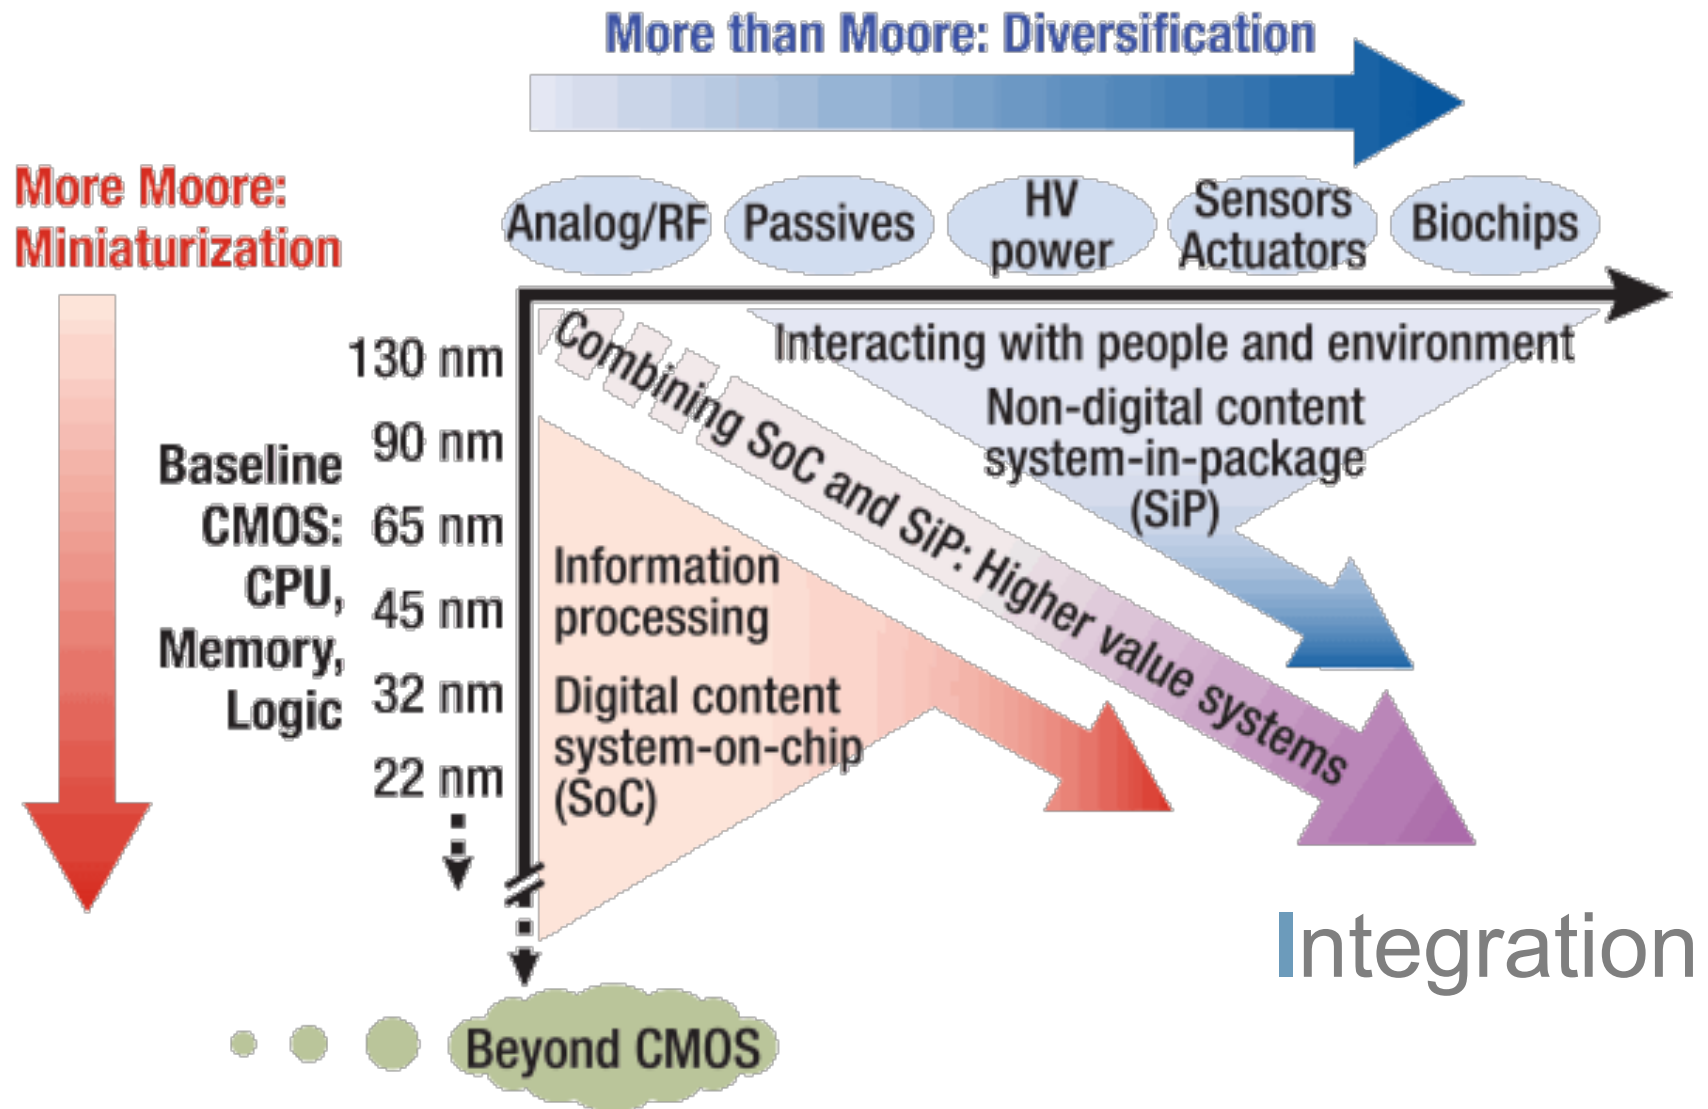 More than Moore: Diversification
More Moore:
Miniaturization
Analog/RF
Passives
HV
power
Sensors
Actuators
Biochips
130 nm
90 nm
65 nm
45 nm
32 nm
22 nm
Baseline
CMOS:
CPU,
Memory,
Logic
Interacting with people and environment
Non-digital content
system-in-package
(SiP)
Combining SoC and SiP: Higher value systems
Information
processing
Digital content
system-on-chip
(SoC)
Integration
Beyond CMOS